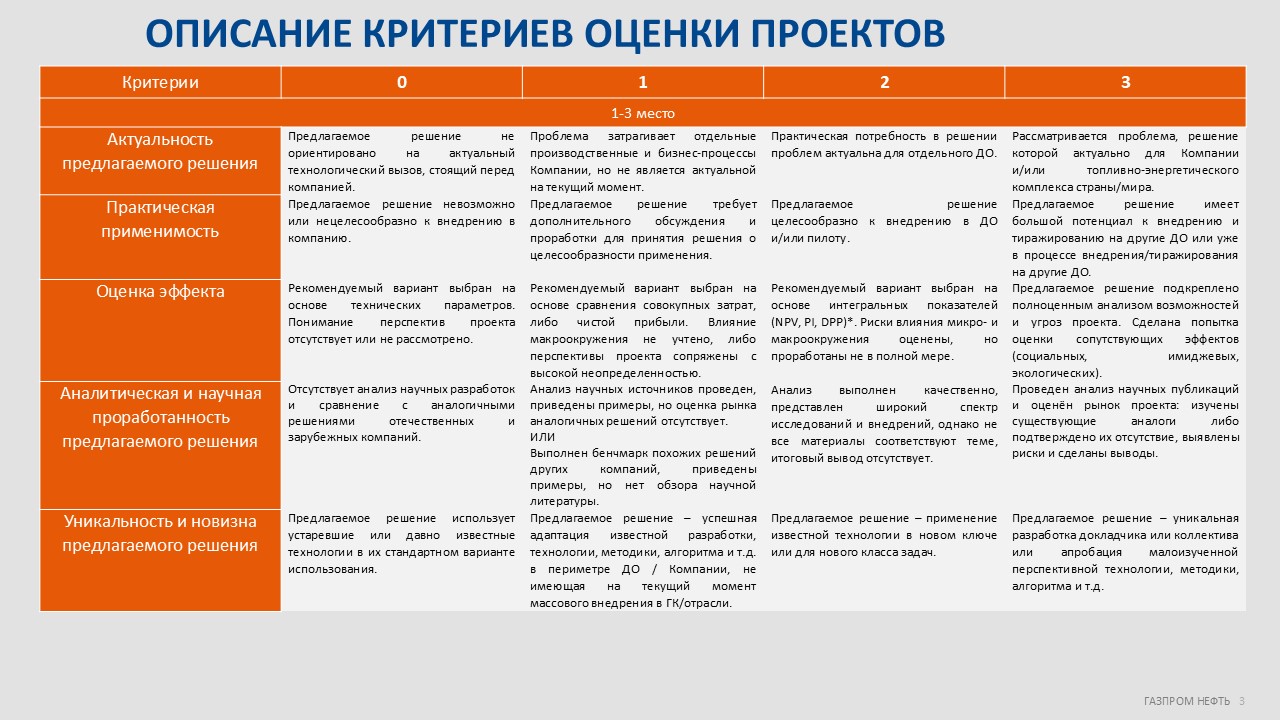 ОПИСАНИЕ КРИТЕРИЕВ ОЦЕНКИ ПРОЕКТОВ
Критерии 0 1 2 3
1-3 место
Актуальность
предлагаемого решения
Предлагаемое решение не
ориентировано на актуальный
технологический вызов, стоящий перед
компанией.
Проблема затрагивает отдельные
производственные и бизнес-процессы
Компании, но не является актуальной
на текущий момент.
Практическая потребность в решении
проблем актуальна для отдельного ДО.
Рассматривается проблема, решение
которой актуально для Компании
и/или топливно-энергетического
комплекса страны/мира.
Практическая
применимость
Предлагаемое решение невозможно
или нецелесообразно к внедрению в
компанию.
Предлагаемое решение требует
дополнительного обсуждения и
проработки для принятия решения о
целесообразности применения.
Предлагаемое решение
целесообразно к внедрению в ДО
и/или пилоту.
Предлагаемое решение имеет
большой потенциал к внедрению и
тиражированию на другие ДО или уже
в процессе внедрения/тиражирования
на другие ДО.
Оценка эффекта
Рекомендуемый вариант выбран на
основе технических параметров.
Понимание перспектив проекта
отсутствует или не рассмотрено.
Рекомендуемый вариант выбран на
основе сравнения совокупных затрат,
либо чистой прибыли. Влияние
макроокружения не учтено, либо
перспективы проекта сопряжены с
высокой неопределенностью.
Рекомендуемый вариант выбран на
основе интегральных показателей
(NPV, PI, DPP)*. Риски влияния микро- и
макроокружения оценены, но
проработаны не в полной мере.
Предлагаемое решение подкреплено
полноценным анализом возможностей
и угроз проекта. Сделана попытка
оценки сопутствующих эффектов
(социальных, имиджевых,
экологических).
Аналитическая и научная
проработанность
предлагаемого решения
Отсутствует анализ научных разработок
и сравнение с аналогичными
решениями отечественных и
зарубежных компаний.
Анализ научных источников проведен,
приведены примеры, но оценка рынка
аналогичных решений отсутствует.
ИЛИ
Выполнен бенчмарк похожих решений
других компаний, приведены
примеры, но нет обзора научной
литературы.
Анализ выполнен качественно,
представлен широкий спектр
исследований и внедрений, однако не
все материалы соответствуют теме,
итоговый вывод отсутствует.
Проведен анализ научных публикаций
и оценён рынок проекта: изучены
существующие аналоги либо
подтверждено их отсутствие, выявлены
риски и сделаны выводы.
Уникальность и новизна
предлагаемого решения
Предлагаемое решение использует
устаревшие или давно известные
технологии в их стандартном варианте
использования.
Предлагаемое решение – успешная
адаптация известной разработки,
технологии, методики, алгоритма и т.д.
в периметре ДО / Компании, не
имеющая на текущий момент
массового внедрения в ГК/отрасли.
Предлагаемое решение – применение
известной технологии в новом ключе
или для нового класса задач.
Предлагаемое решение – уникальная
разработка докладчика или коллектива
или апробация малоизученной
перспективной технологии, методики,
алгоритма и т.д.
ГАЗПРОМ НЕФТЬ 3